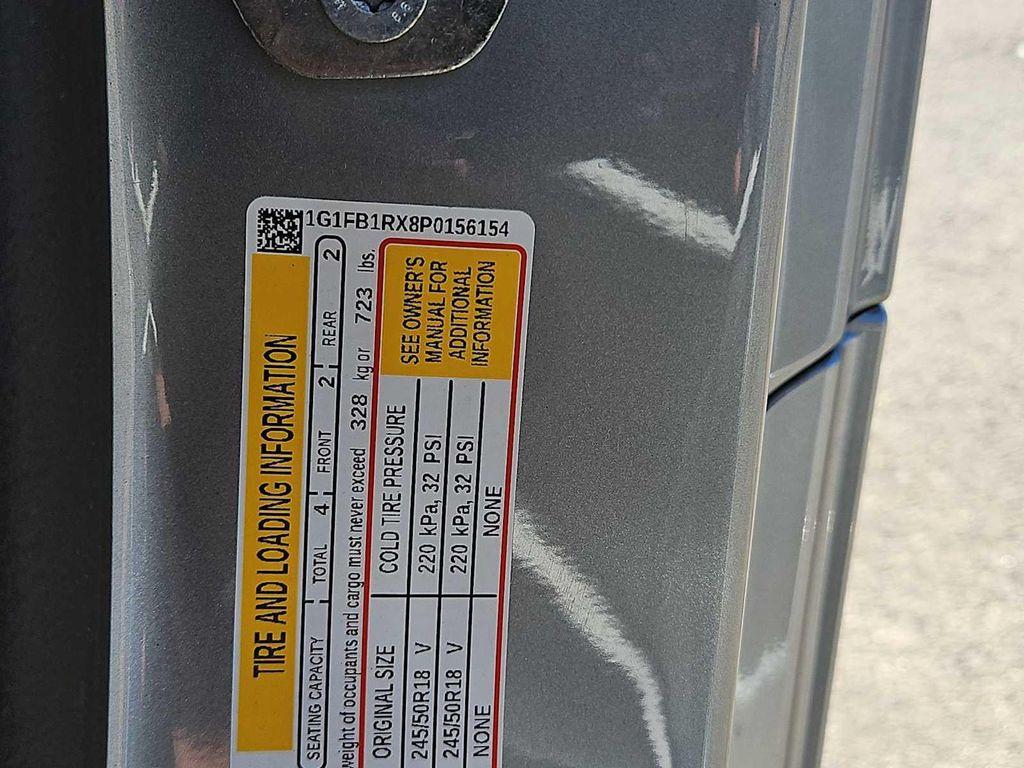 1G1FB1RX8P0156154
TIRE AND LOADING INFORMATION
SEATING CAPACITY TOTAL 4 FRONT 2 REAR 2
weight of occupants and cargo must never exceed 328 kg or 723 lbs.
ORIGINAL SIZE COLD TIRE PRESSURE
245/50R18 V 220 kPa, 32 PSI
245/50R18 V 220 kPa, 32 PSI
NONE NONE
SEE OWNER'S
MANUAL FOR
ADDITIONAL
INFORMATION